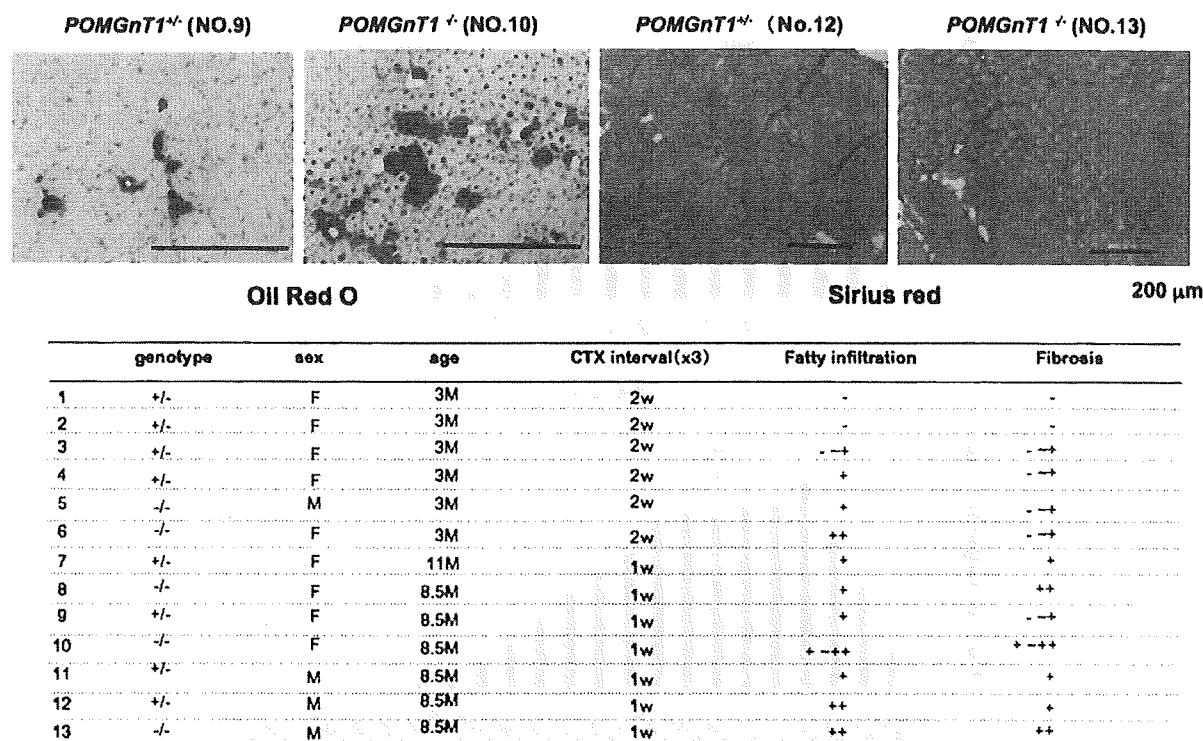 POMGnT1+/- (NO.9) POMGnT1 -/- (NO.10) POMGnT1+/- (No.12) POMGnT1 -/- (NO.13)
Oil Red O Sirius red 200 μm
genotype sex age CTX interval(x3) Fatty infiltration Fibrosis
1 +/- F 3M 2w - -
2 +/- F 3M 2w - -
3 +/- F 3M 2w - ~+ - ~+
4 +/- F 3M 2w + - ~+
5 -/- M 3M 2w + - ~+
6 -/- F 3M 2w ++ - ~+
7 +/- F 11M 1w + +
8 -/- F 8.5M 1w + ++
9 +/- F 8.5M 1w + - ~+
10 -/- F 8.5M 1w + ~++ + ~++
11 +/- M 8.5M 1w + +
12 +/- M 8.5M 1w ++ +
13 -/- M 8.5M 1w ++ ++